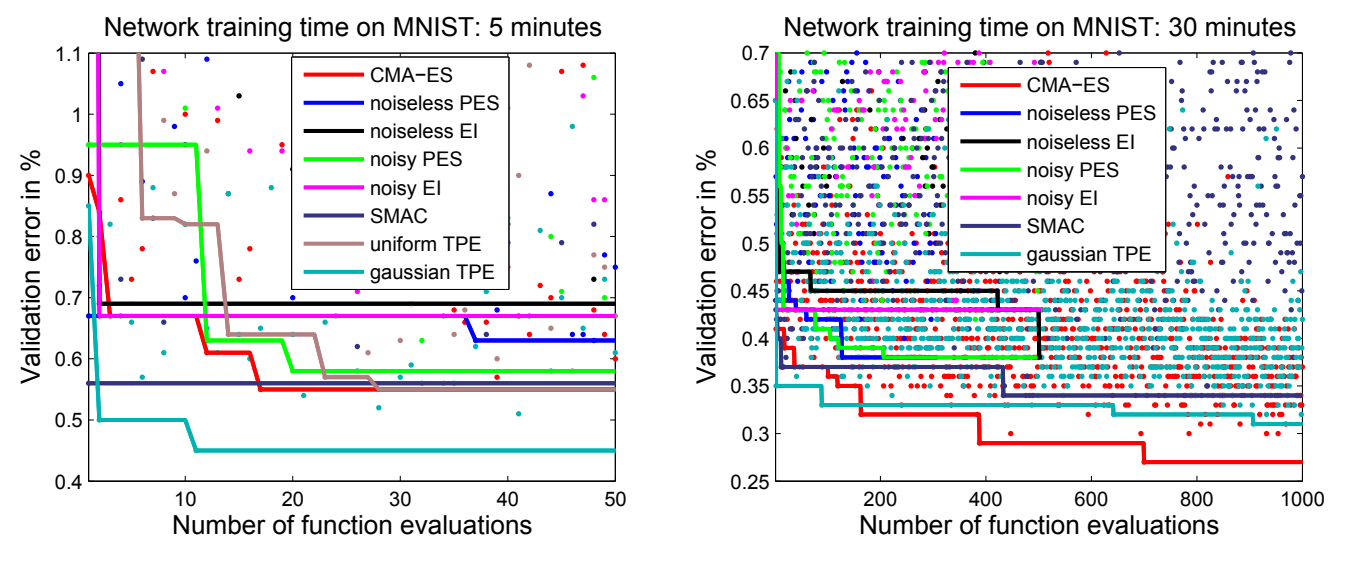 Network training time on MNIST: 5 minutes
1.1
1
0.9
0.8
0.7
0.6
0.5
0.4
Validation error in %
CMA−ES
noiseless PES
noiseless EI
noisy PES
noisy EI
SMAC
uniform TPE
gaussian TPE
10 20 30 40 50
Number of function evaluations
Network training time on MNIST: 30 minutes
0.7
0.65
0.6
0.55
0.5
0.45
0.4
0.35
0.3
0.25
Validation error in %
CMA−ES
noiseless PES
noiseless EI
noisy PES
noisy EI
SMAC
gaussian TPE
200 400 600 800 1000
Number of function evaluations